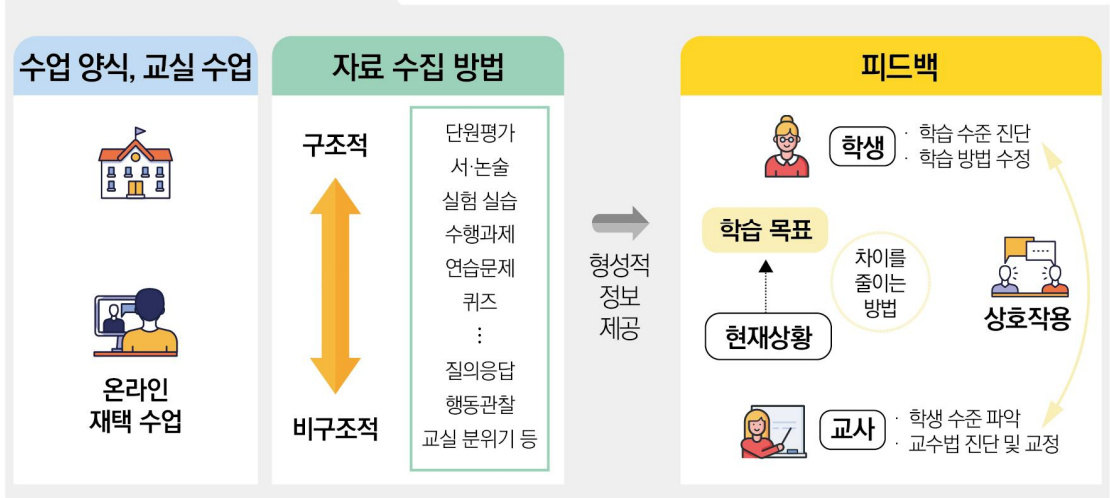 수업 양식, 교실 수업
온라인
재택 수업
자료 수집 방법
구조적
비구조적
단원평가
서·논술
실험 실습
수행과제
연습문제
퀴즈
⋮
질의응답
행동관찰
교실 분위기 등
형성적
정보
제공
피드백
학생
· 학습 수준 진단
· 학습 방법 수정
학습 목표
차이를
줄이는
방법
현재상황
상호작용
교사
· 학생 수준 파악
· 교수법 진단 및 교정